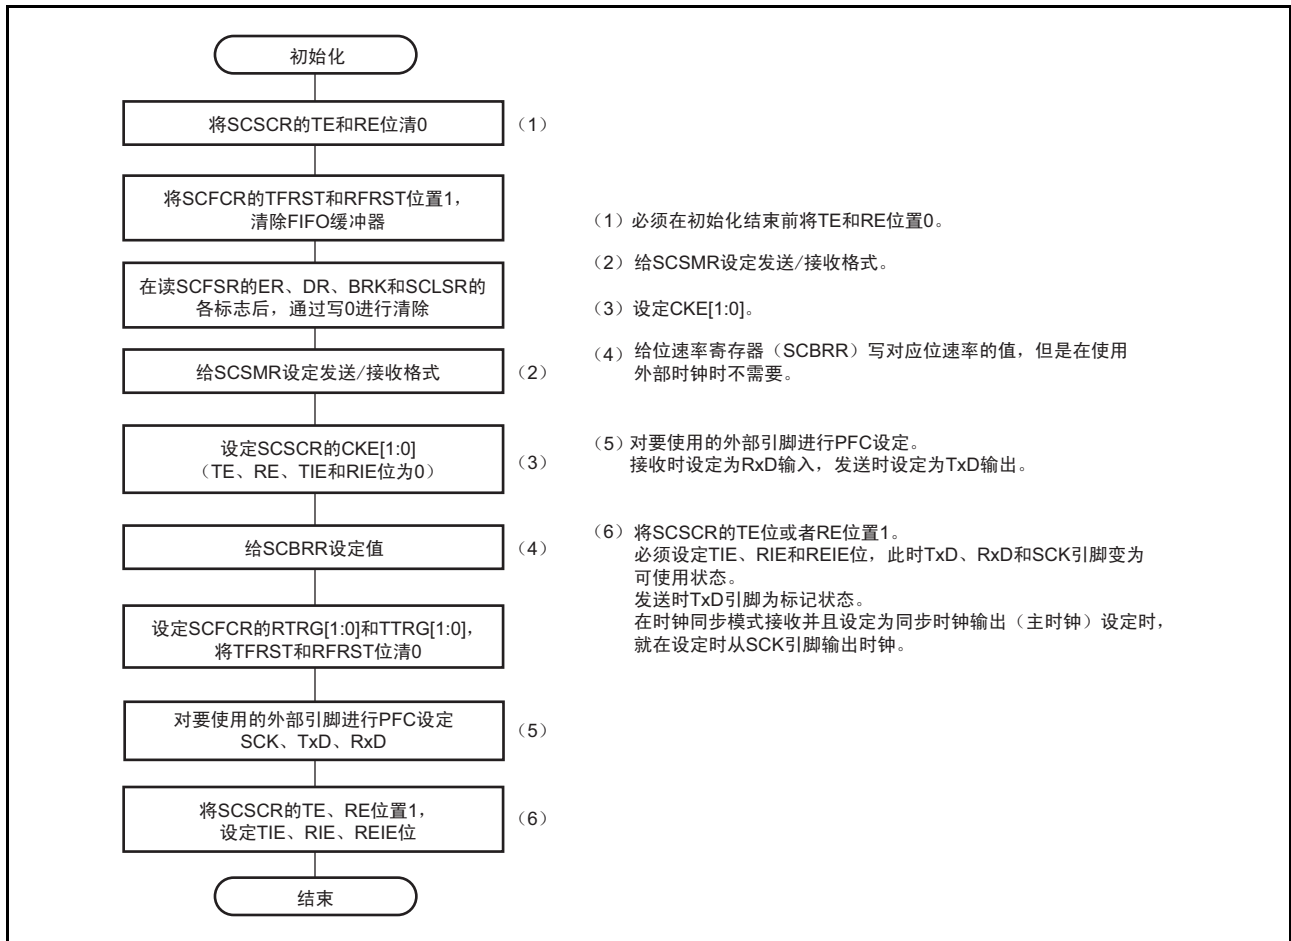 初始化
将SCSCR的TE和RE位清0
（1）
将SCFCR的TFRST和RFRST位置1，
清除FIFO缓冲器
在读SCFSR的ER、DR、BRK和SCLSR的
各标志后，通过写0进行清除
给SCSMR设定发送/接收格式
（2）
设定SCSCR的CKE[1:0]
（TE、RE、TIE和RIE位为0）
（3）
给SCBRR设定值
（4）
设定SCFCR的RTRG[1:0]和TTRG[1:0]，
将TFRST和RFRST位清0
对要使用的外部引脚进行PFC设定
SCK、TxD、RxD
（5）
将SCSCR的TE、RE位置1，
设定TIE、RIE、REIE位
（6）
结束
（1）必须在初始化结束前将TE和RE位置0。
（2）给SCSMR设定发送/接收格式。
（3）设定CKE[1:0]。
（4）给位速率寄存器（SCBRR）写对应位速率的值，但是在使用
外部时钟时不需要。
（5）对要使用的外部引脚进行PFC设定。
接收时设定为RxD输入，发送时设定为TxD输出。
（6）将SCSCR的TE位或者RE位置1。
必须设定TIE、RIE和REIE位，此时TxD、RxD和SCK引脚变为
可使用状态。
发送时TxD引脚为标记状态。
在时钟同步模式接收并且设定为同步时钟输出（主时钟）设定时，
就在设定时从SCK引脚输出时钟。